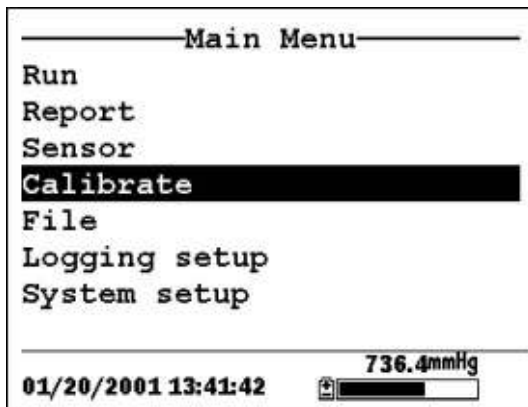 Main Menu
Run
Report
Sensor
Calibrate
File
Logging setup
System setup
736.4mmHg
01/20/2001 13:41:42